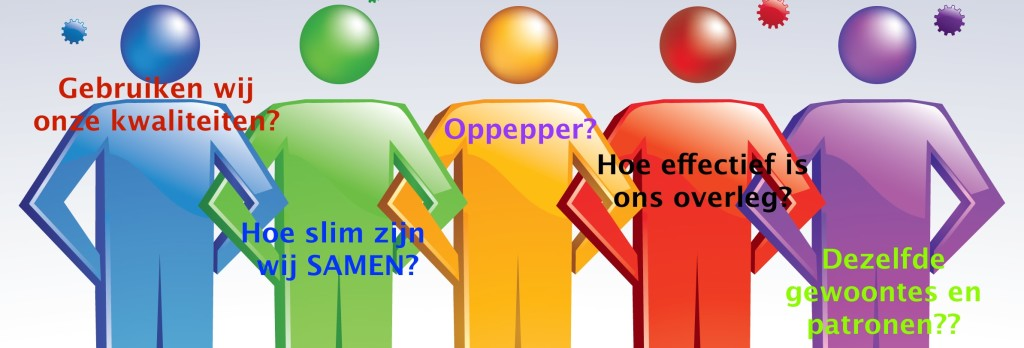 Gebruiken wij
onze kwaliteiten?
Hoe slim zijn
wij SAMEN?
Oppepper?
Hoe effectief is
ons overleg?
Dezelfde
gewoontes en
patronen??